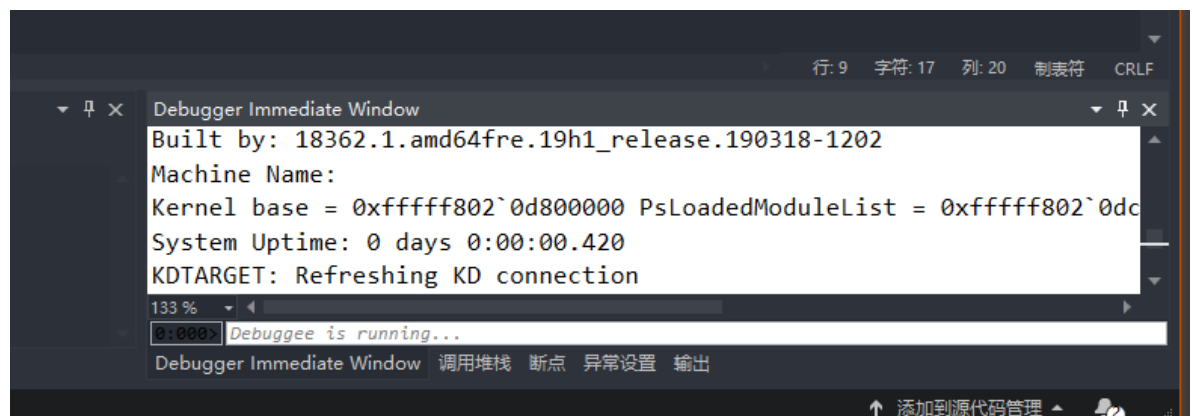 行: 9 字符: 17 列: 20 制表符 CRLF
Debugger Immediate Window
Built by: 18362.1.amd64fre.19h1_release.190318-1202
Machine Name:
Kernel base = 0xfffff802`0d800000 PsLoadedModuleList = 0xfffff802`0dc
System Uptime: 0 days 0:00:00.420
KDTARGET: Refreshing KD connection
133 %
0:000> Debuggee is running...
Debugger Immediate Window 调用堆栈 断点 异常设置 输出
添加到源代码管理 2